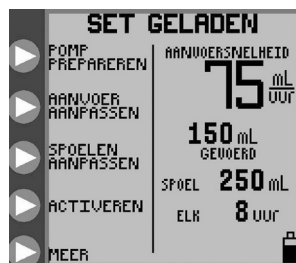 SET GELADEN
POMP
PREPAREREN
AANVOER
AANPASSEN
SPOELEN
AANPASSEN
ACTIVEREN
MEER
AANVOERSNELHEID
75 mL/UUR
150 mL
GEVOERD
SPOEL 250 mL
ELK 8 UUR